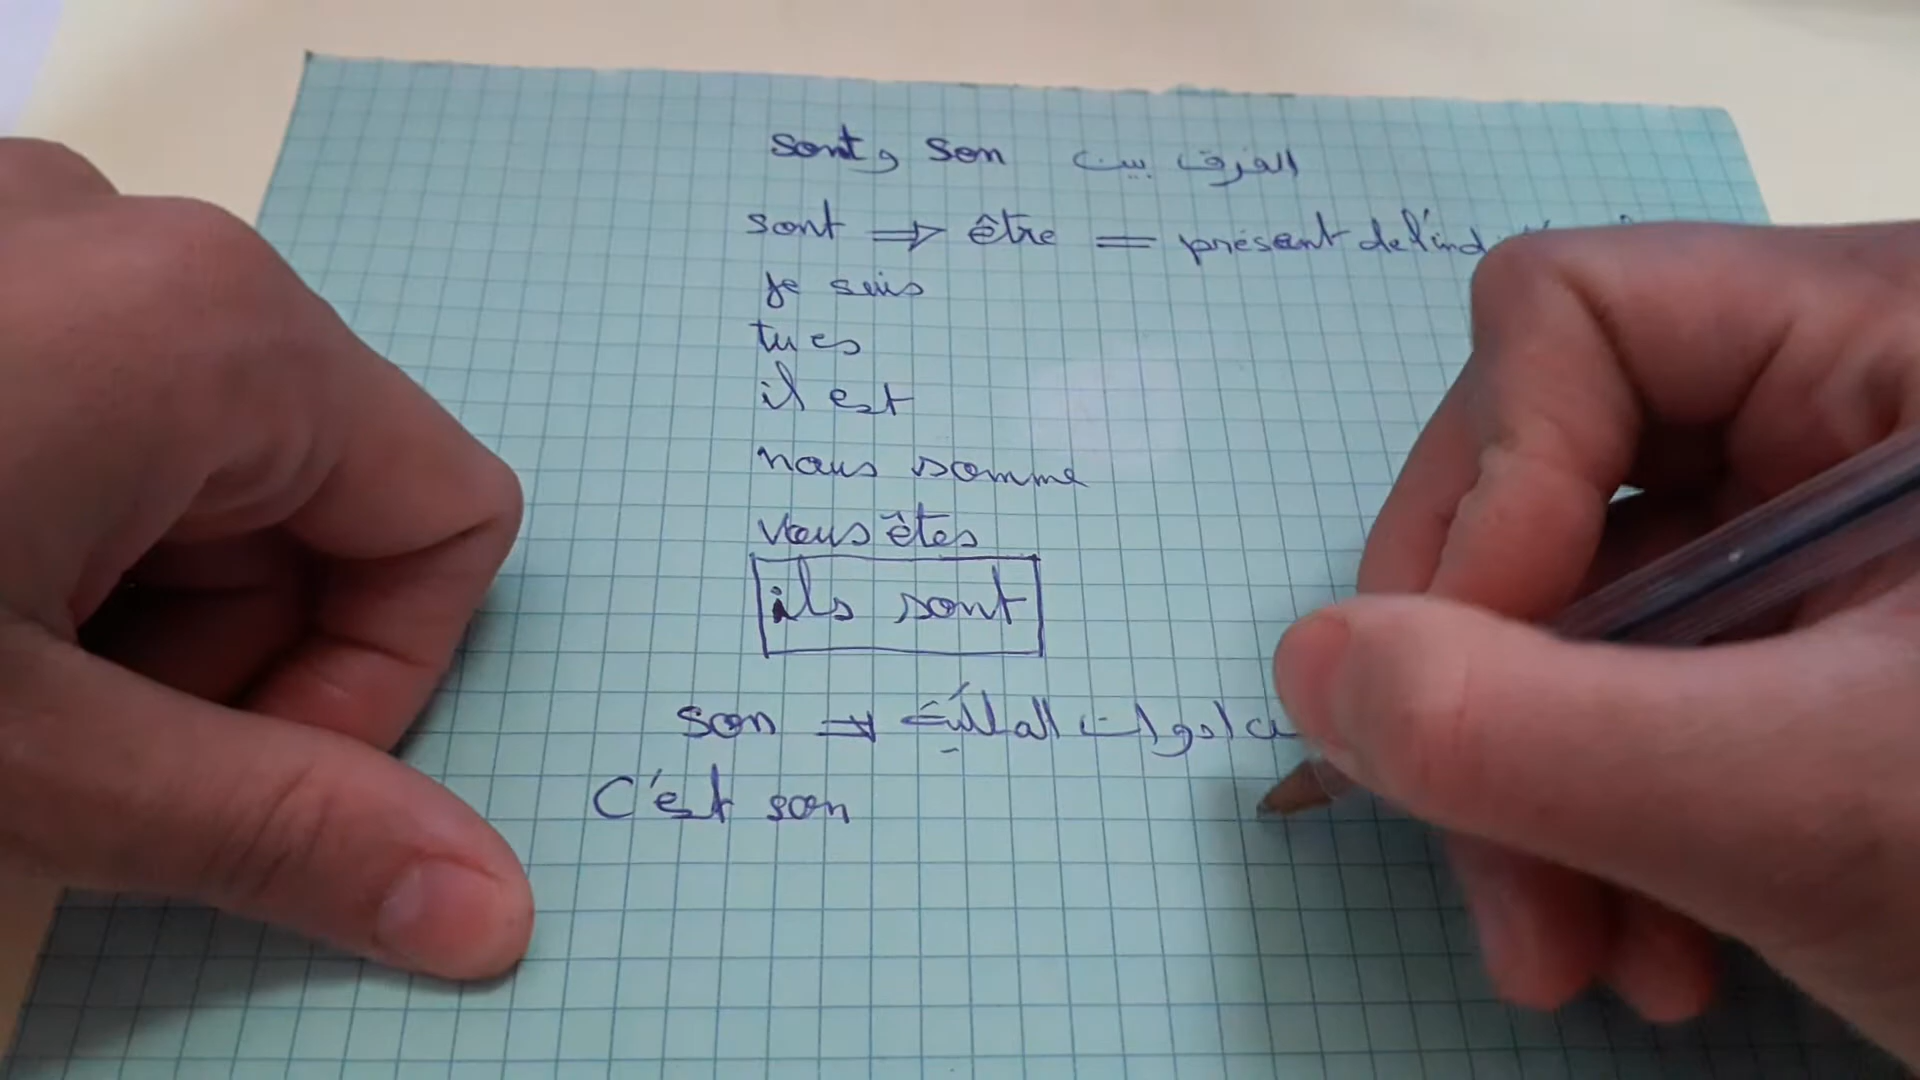 الفرق بين son و sont
sont ⇒ être = présent de l'ind
je suis
tu es
il est
nous somme
vous êtes
ils sont
son ⇒ ادوات الملكية
C'est son